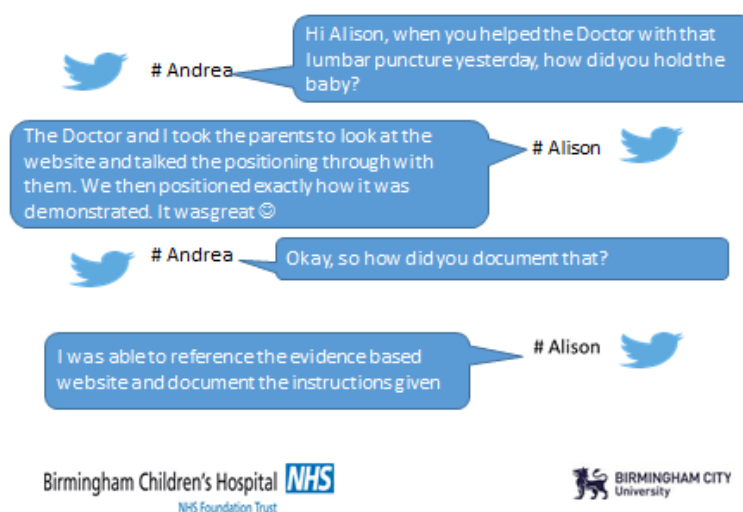 Hi Alison, when you helped the Doctor with that
# Andrea
lumbar puncture yesterday, how did you hold the
baby?
The Doctor and I took the parents to look at the
website and talked the positioning through with
them. We then positioned exactly how it was
demonstrated. It was great ☺
# Alison
# Andrea
Okay, so how did you document that?
I was able to reference the evidence based
website and document the instructions given
# Alison
Birmingham Children's Hospital NHS
NHS Foundation Trust
BIRMINGHAM CITY
University